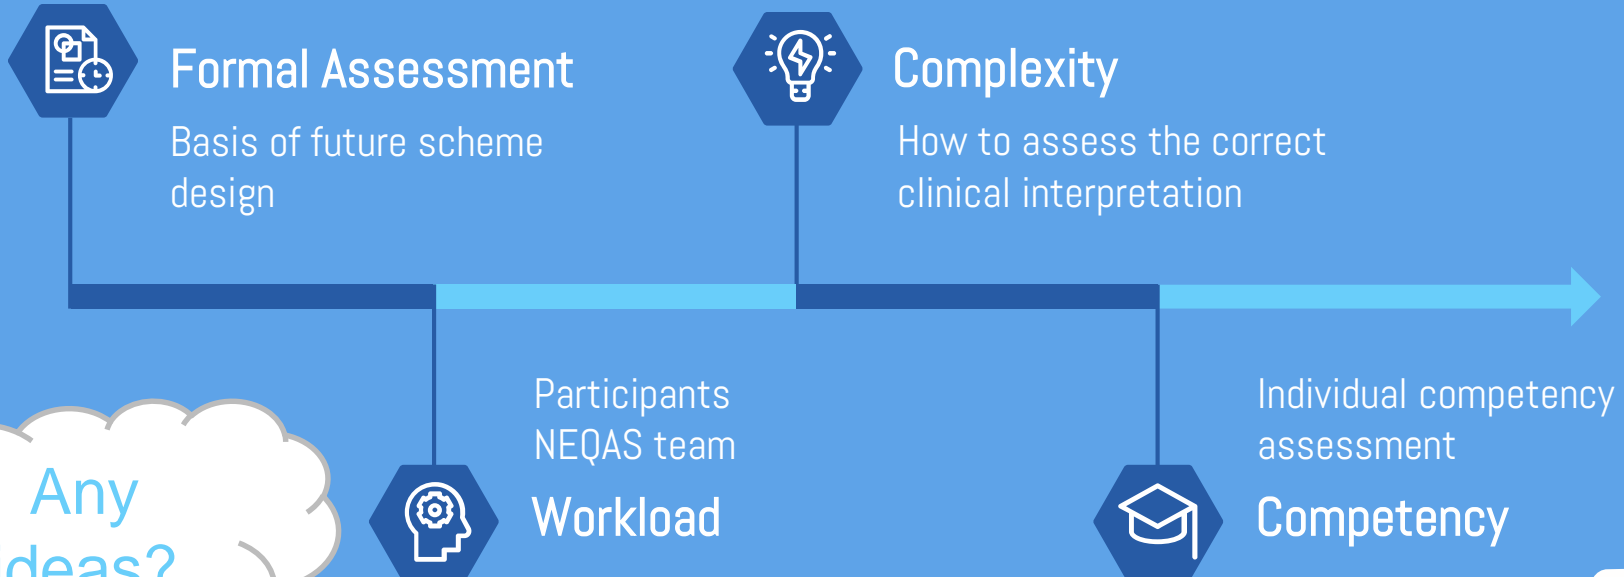 Formal Assessment
Basis of future scheme
design
Complexity
How to assess the correct
clinical interpretation
Participants
NEQAS team
Workload
Individual competency
assessment
Competency
Any
deas?